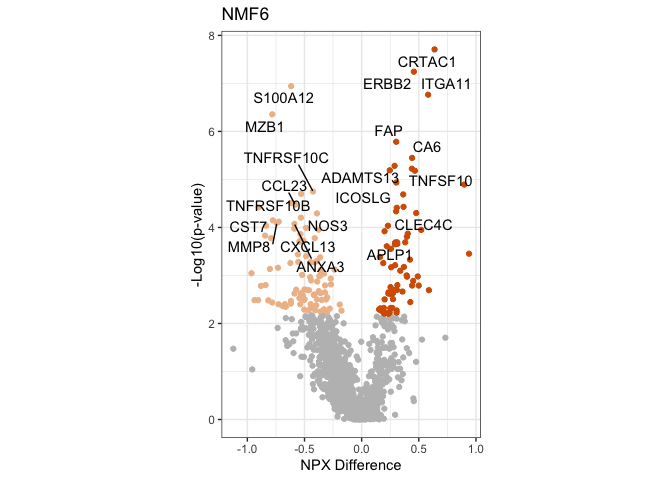 NMF6
8
CRTAC1
ERBB2 ITGA11
S100A12
MZB1
6
FAP
CA6
TNFRSF10C
ADAMTS13 TNFSF10
CCL23
ICOSLG
TNFRSF10B
4
CST7 NOS3 CLEC4C
MMP8 CXCL13
APLP1
ANXA3
2
0
-Log10(p-value)
-1.0 -0.5 0.0 0.5 1.0
NPX Difference